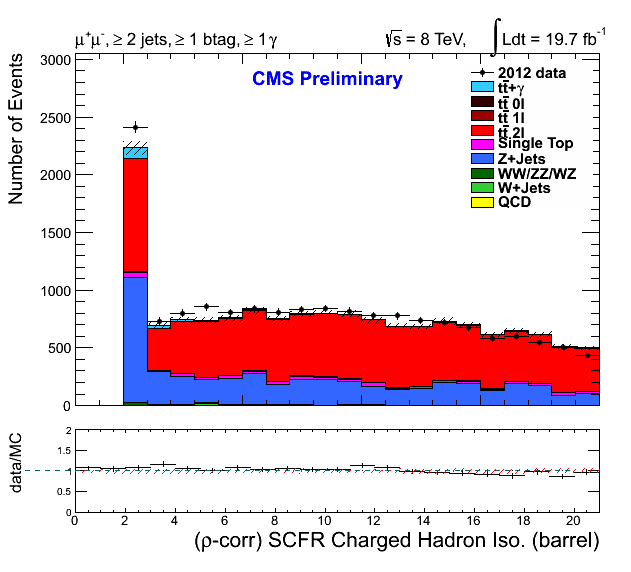 μ⁺μ⁻, ≥ 2 jets, ≥ 1 btag, ≥ 1 γ
√s = 8 TeV, ∫Ldt = 19.7 fb⁻¹
CMS Preliminary
2012 data
tt̄+γ
tt̄ 0l
tt̄ 1l
tt̄ 2l
Single Top
Z+Jets
WW/ZZ/WZ
W+Jets
QCD
Number of Events
3000
2500
2000
1500
1000
500
0
data/MC
2
1.5
1
0.5
0
0 2 4 6 8 10 12 14 16 18 20
(ρ-corr) SCFR Charged Hadron Iso. (barrel)